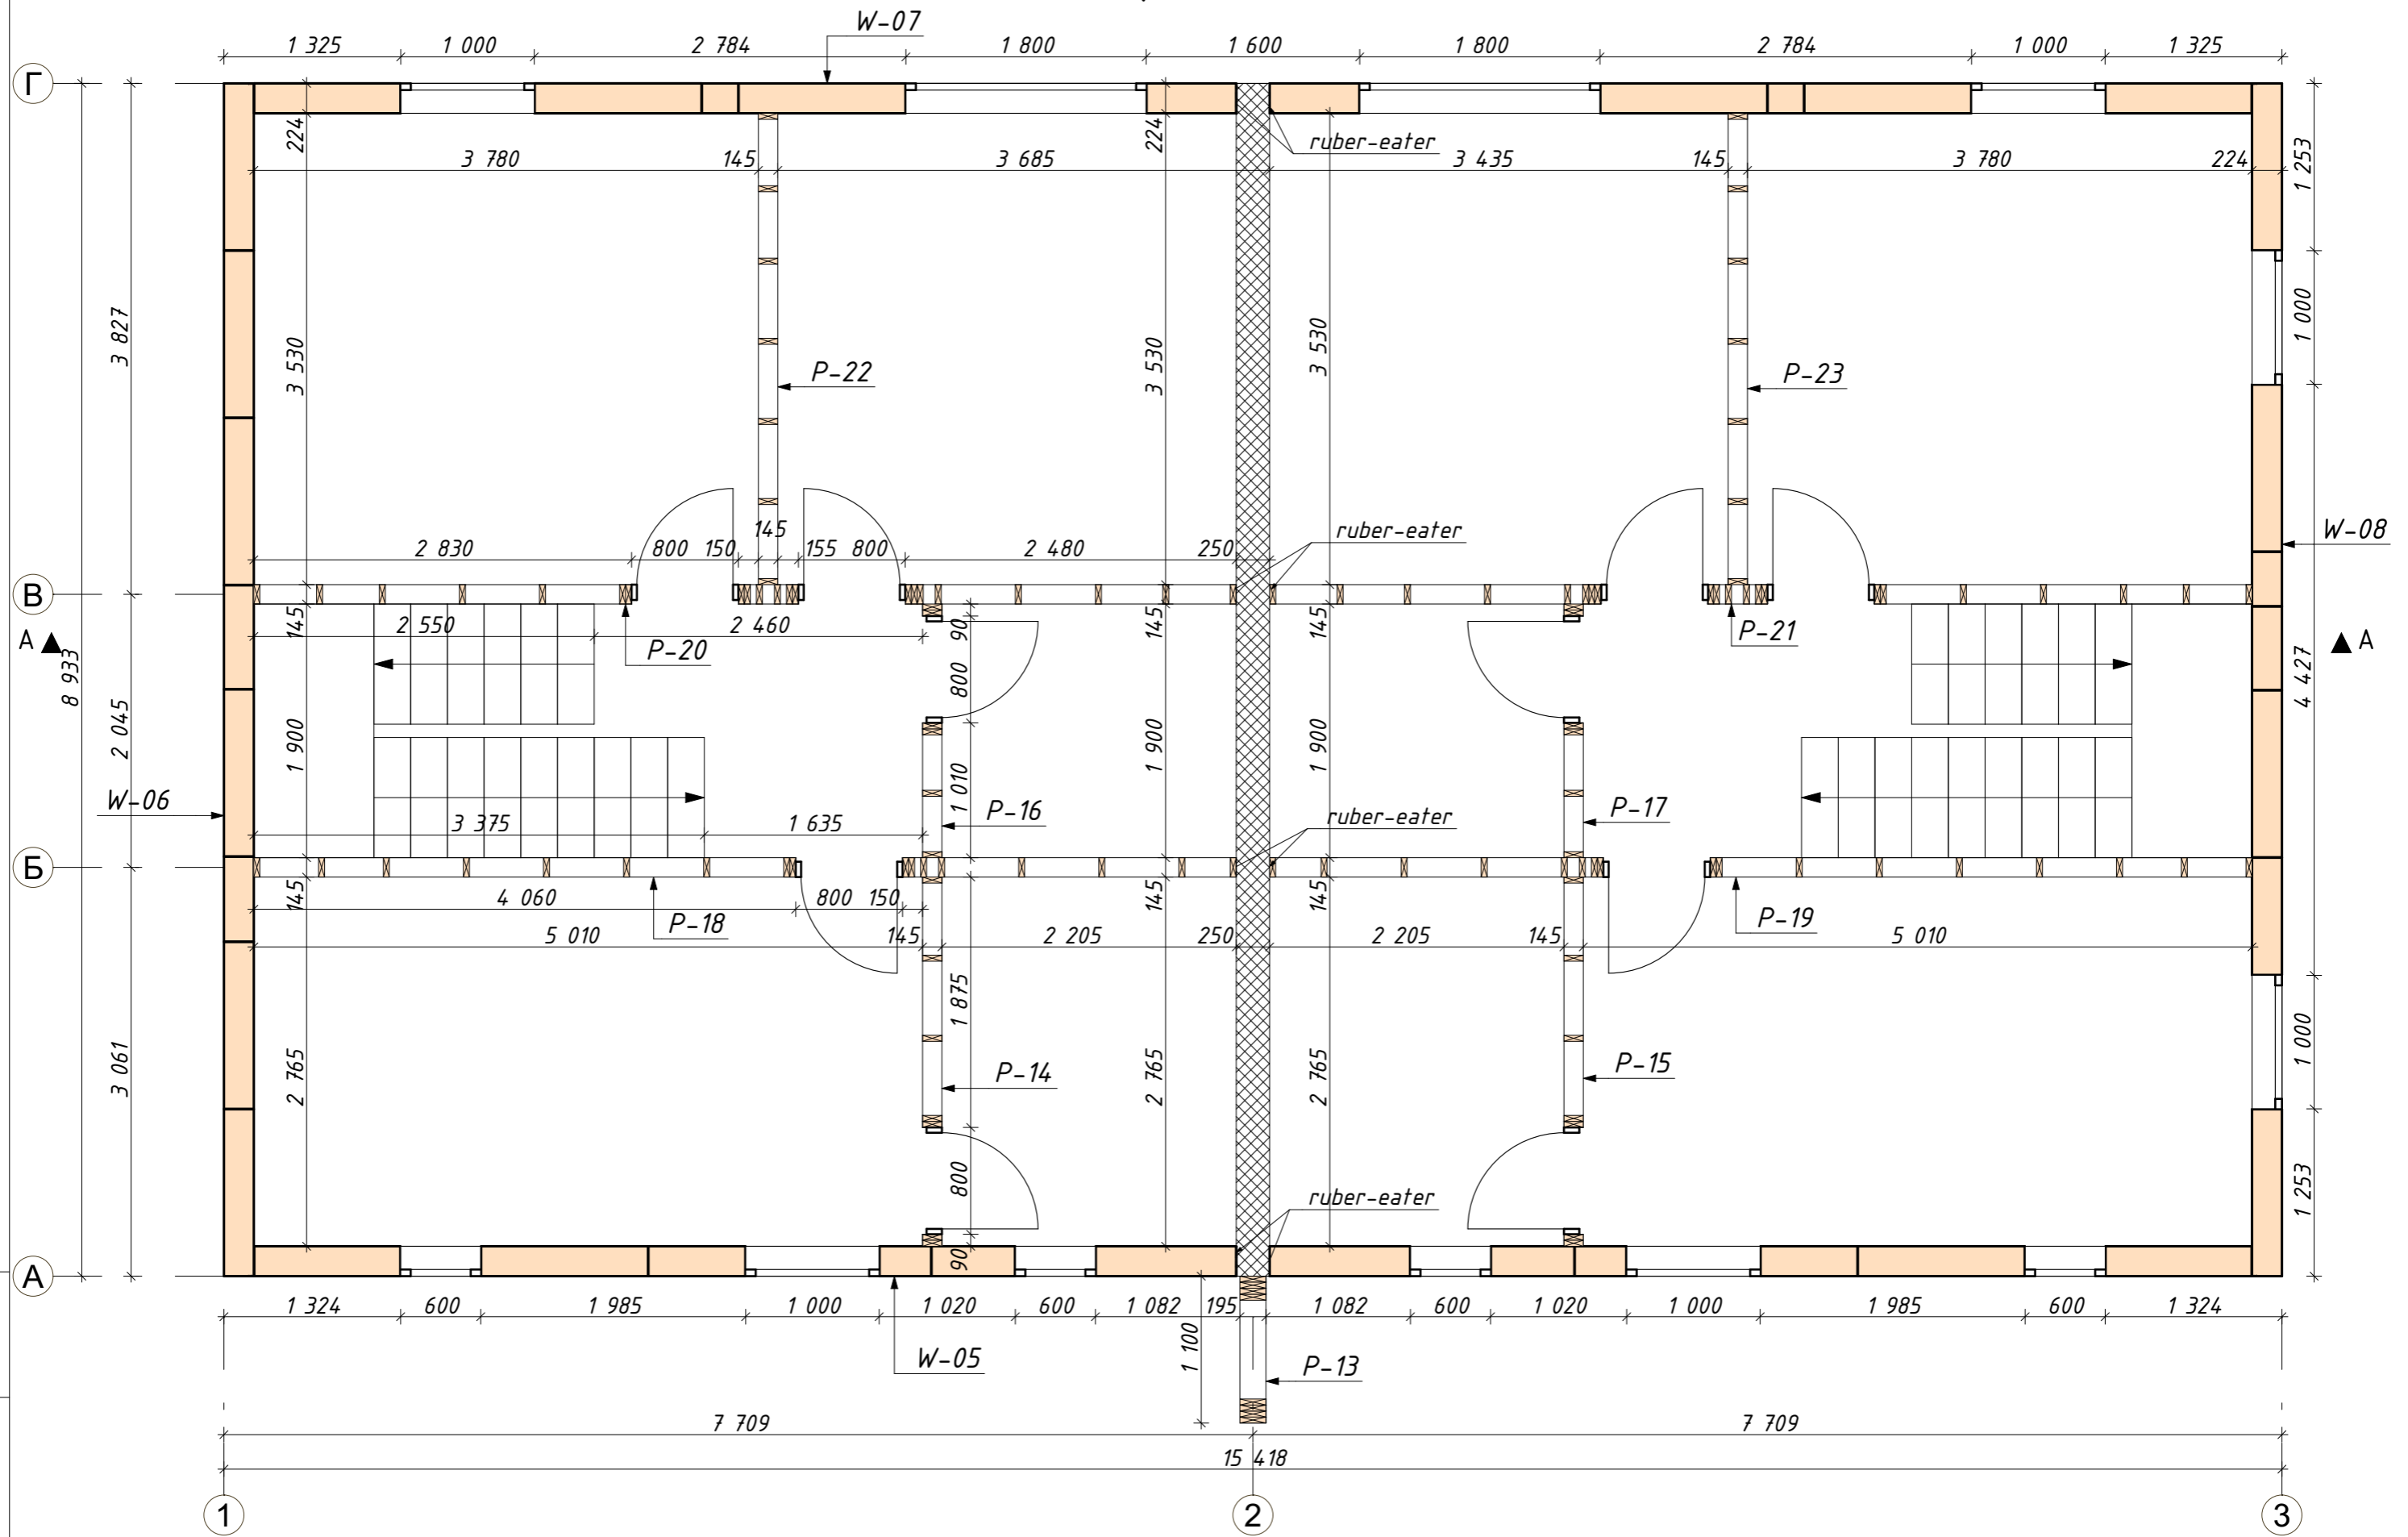 W-07
1 325 1 000 2 784 1 800 1 600 1 800 2 784 1 000 1 325
Г
224 224 ruber-eater
3 780 145 3 685 3 435 145 3 780 224
1 253
3 827
3 530 3 530 3 530
1 000
P-22 P-23
145
ruber-eater
W-08
2 830 800 150 155 800 2 480 250
В
145 145 145
2 550 2 460 90
P-20 P-21
А А
8 933
800
4 427
2 045
1 900 1 900 1 900
1 010
W-06
P-16 P-17
3 375 1 635
ruber-eater
Б
145 145 145
4 060 800 150
P-18 P-19
5 010 145 2 205 250 2 205 145 5 010
1 875
3 061
2 765 2 765 2 765
1 000
P-14 P-15
800
1 253
ruber-eater
90
А
1 324 600 1 985 1 000 1 020 600 1 082 195 1 082 600 1 020 1 000 1 985 600 1 324
1 100
W-05 P-13
7 709 7 709
15 418
1 2 3